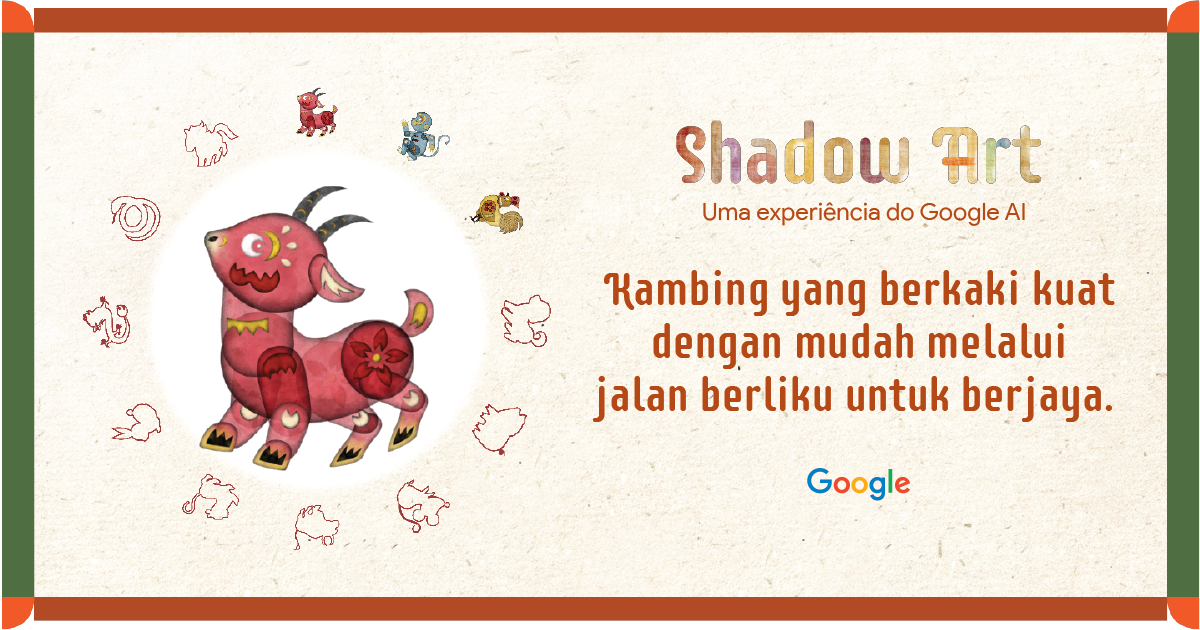 Shadow Art
Uma experiência do Google AI
Kambing yang berkaki kuat
dengan mudah melalui
jalan berliku untuk berjaya.
Google